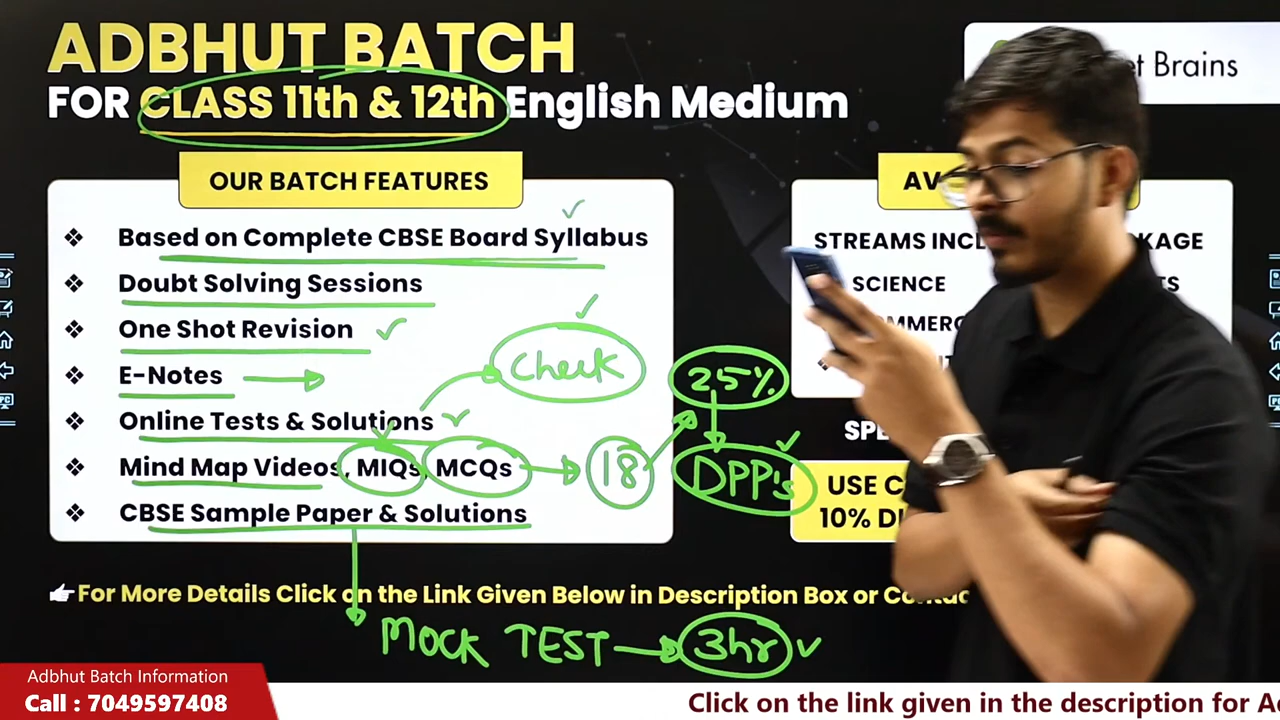 ADBHUT BATCH
FOR CLASS 11th & 12th English Medium
Brains
OUR BATCH FEATURES
❖ Based on Complete CBSE Board Syllabus
❖ Doubt Solving Sessions
❖ One Shot Revision
❖ E-Notes
Check
❖ Online Tests & Solutions
❖ Mind Map Videos, MIQs, MCQs
18
25%
DPP's
❖ CBSE Sample Paper & Solutions
MOCK TEST
3hr
STREAMS
SCIENCE
USE
10%
For More Details Click on the Link Given Below in Description Box or
Adbhut Batch Information
Call : 7049597408
Click on the link given in the description for